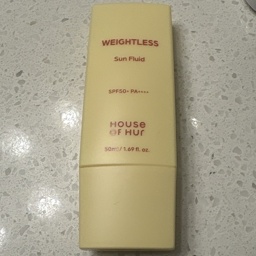 WEIGHTLESS
Sun Fluid
SPF50+ PA++++
HOUSE
OF HUR
50ml / 1.69 fl. oz.